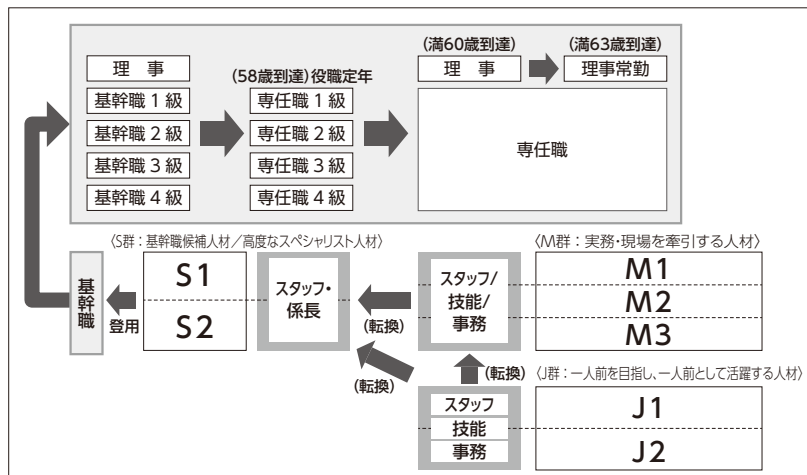 (満60歳到達)
(満63歳到達)
理　事
(58歳到達)役職定年
理　事
理事常勤
基幹職1級
専任職1級
基幹職2級
専任職2級
専任職
基幹職3級
専任職3級
基幹職4級
専任職4級
〈S群：基幹職候補人材／高度なスペシャリスト人材〉
〈M群：実務・現場を牽引する人材〉
基幹職
登用
S1
S2
スタッフ・
係長
(転換)
スタッフ/
技能/
事務
M1
M2
M3
(転換)
(転換)
〈J群：一人前を目指し、一人前として活躍する人材〉
スタッフ
技能
事務
J1
J2